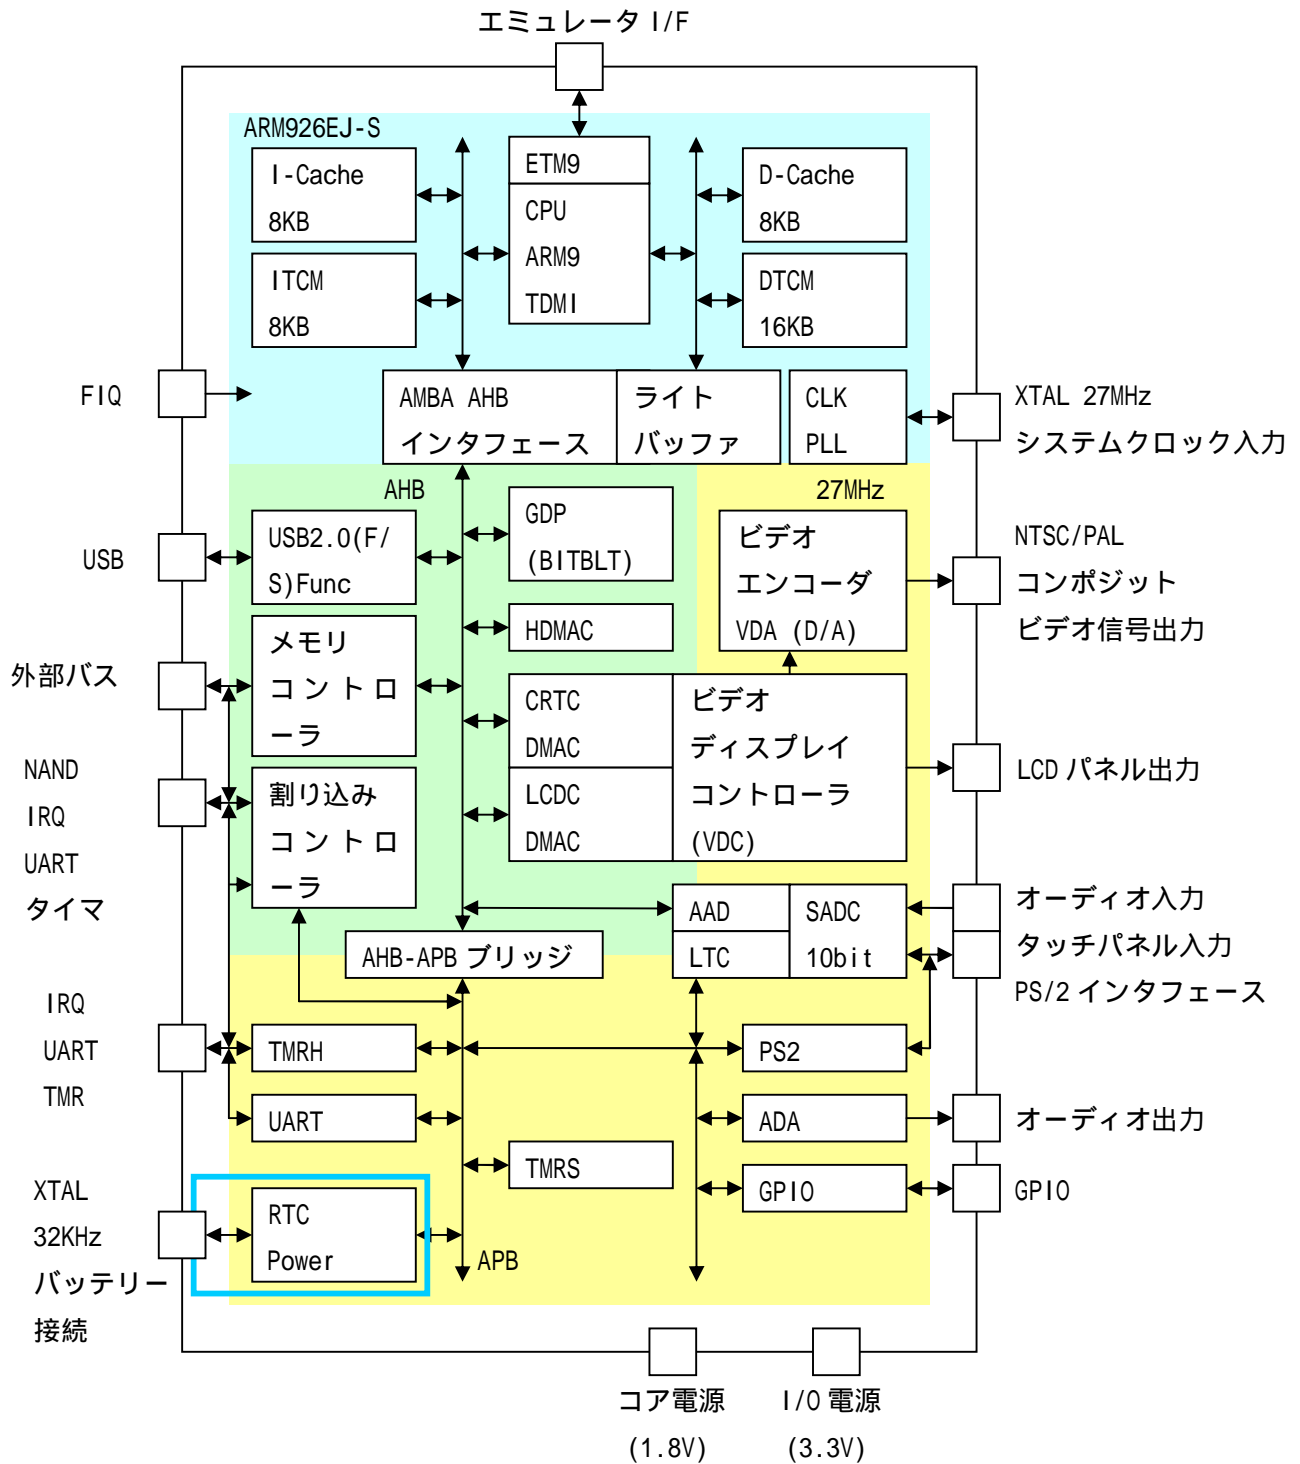 エミュレータ I/F
ARM926EJ-S
I-Cache
8KB
ETM9
CPU
ARM9
TDMI
D-Cache
8KB
ITCM
8KB
DTCM
16KB
FIQ
AMBA AHB
インタフェース
ライト
バッファ
CLK
PLL
XTAL 27MHz
システムクロック入力
AHB
27MHz
USB
USB2.0(F/
S)Func
GDP
(BITBLT)
ビデオ
エンコーダ
VDA (D/A)
NTSC/PAL
コンポジット
ビデオ信号出力
HDMAC
外部バス
メモリ
コントロ
ーラ
CRTC
DMAC
LCDC
DMAC
ビデオ
ディスプレイ
コントローラ
(VDC)
LCD パネル出力
NAND
IRQ
UART
タイマ
割り込み
コントロ
ーラ
AAD
LTC
SADC
10bit
オーディオ入力
タッチパネル入力
PS/2 インタフェース
AHB-APB ブリッジ
IRQ
UART
TMR
TMRH
PS2
UART
ADA
オーディオ出力
TMRS
GPIO
GPIO
XTAL
32KHz
バッテリー
接続
RTC
Power
APB
コア電源
(1.8V)
I/O 電源
(3.3V)